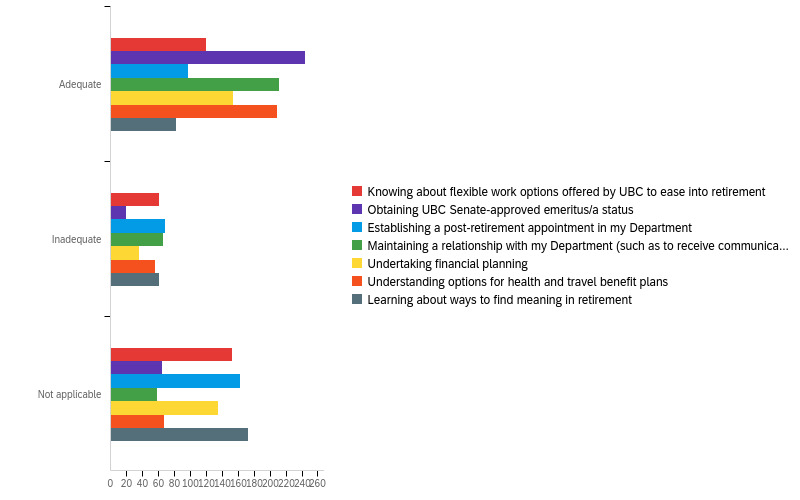 Adequate
Inadequate
Not applicable
0 20 40 60 80 100 120 140 160 180 200 220 240 260
Knowing about flexible work options offered by UBC to ease into retirement
Obtaining UBC Senate-approved emeritus/a status
Establishing a post-retirement appointment in my Department
Maintaining a relationship with my Department (such as to receive communica...
Undertaking financial planning
Understanding options for health and travel benefit plans
Learning about ways to find meaning in retirement